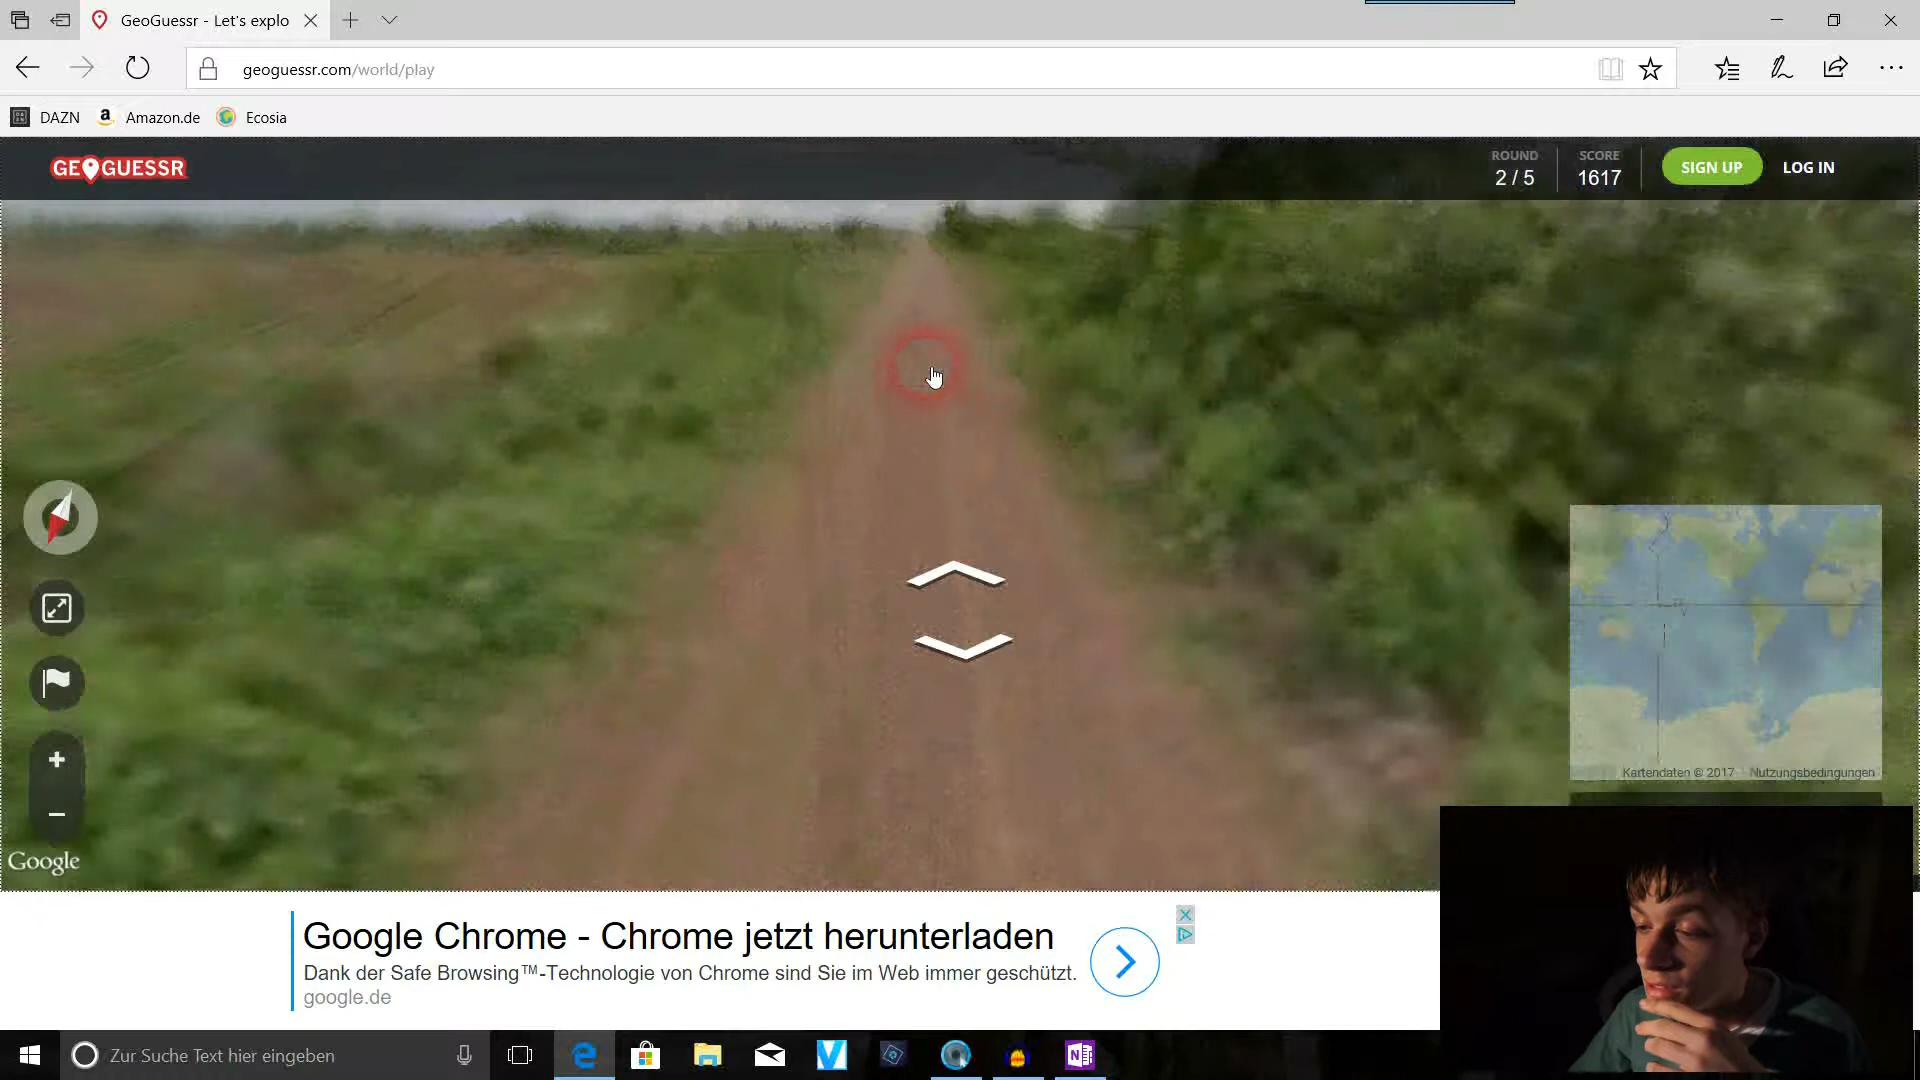 GeoGuessr - Let's explo
geoguessr.com/world/play
DAZN
Amazon.de
Ecosia
GEOGUESSR
ROUND
2 / 5
SCORE
1617
SIGN UP
LOG IN
Kartendaten © 2017
Nutzungsbedingungen
Google
Google Chrome - Chrome jetzt herunterladen
Dank der Safe Browsing™-Technologie von Chrome sind Sie im Web immer geschützt.
google.de
Zur Suche Text hier eingeben